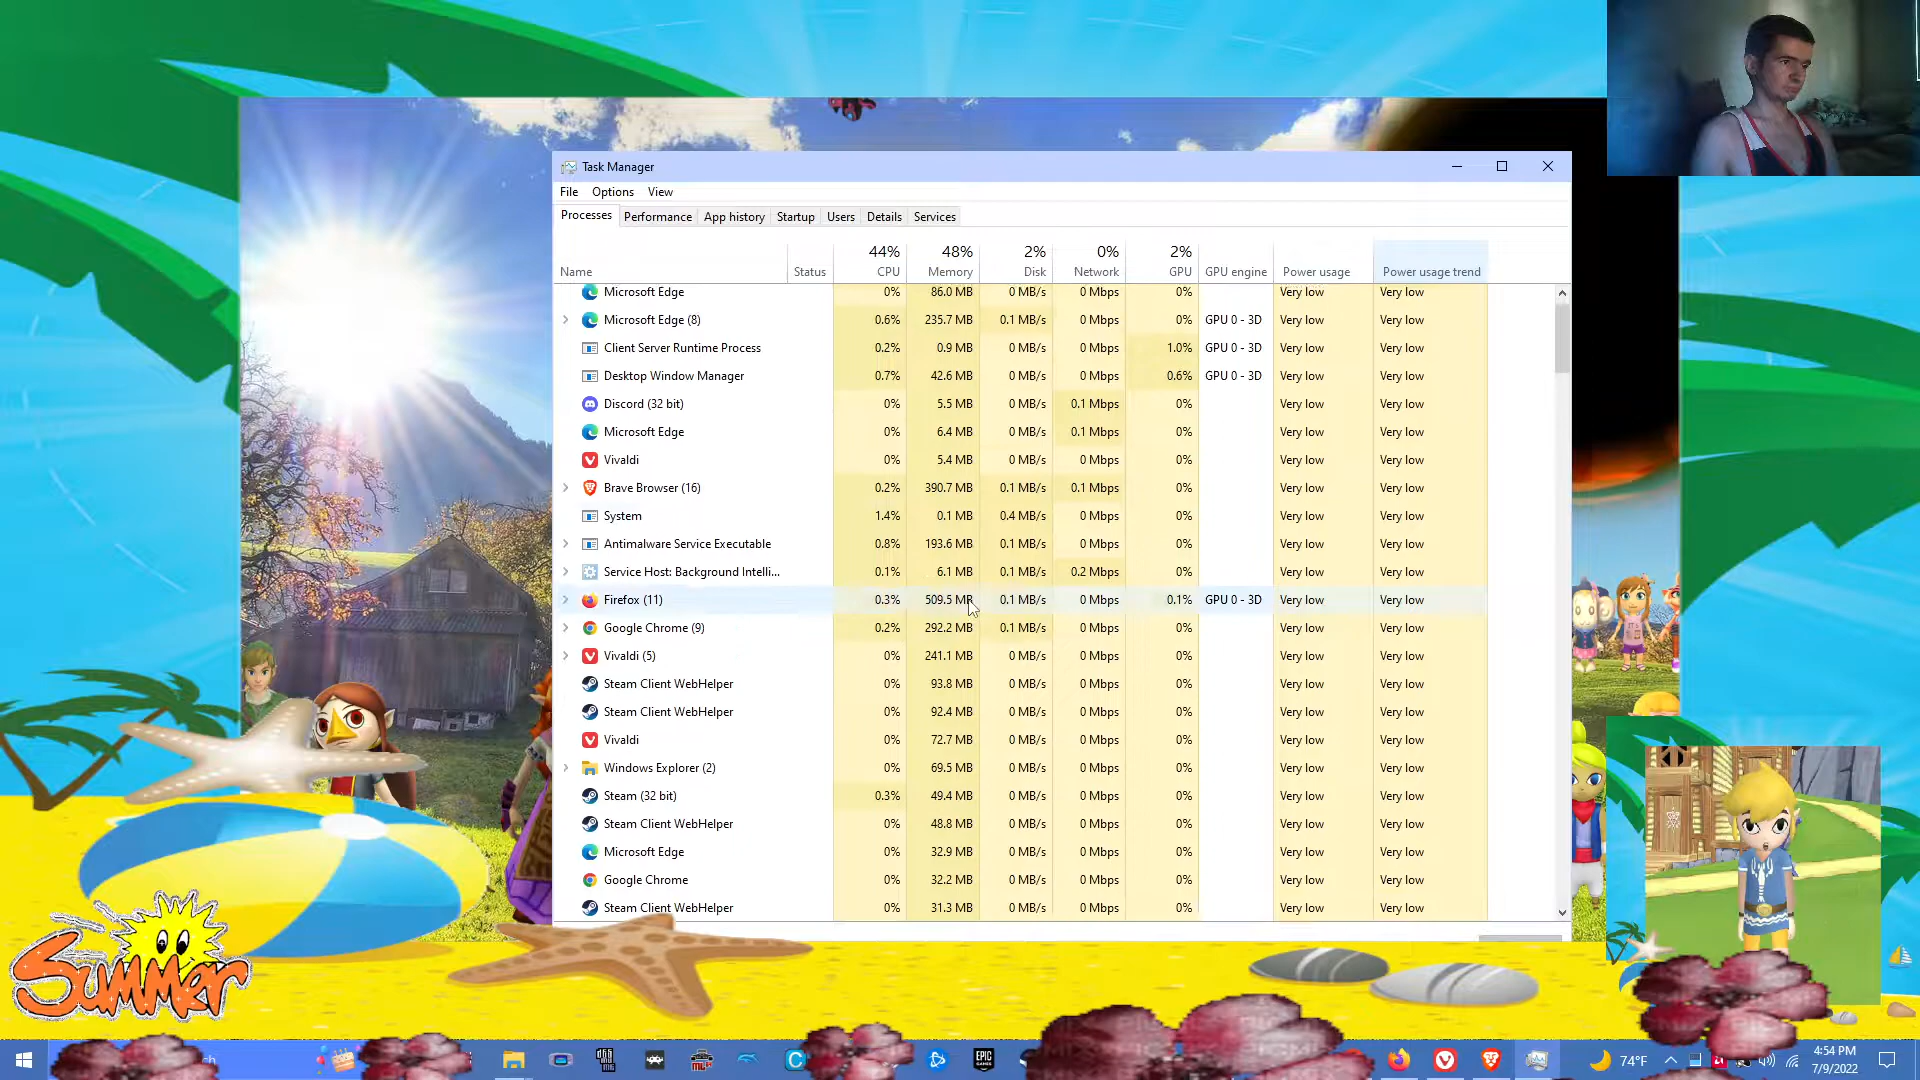 Task Manager
File Options View
Processes Performance App history Startup Users Details Services
44% 48% 2% 0% 2%
Name Status CPU Memory Disk Network GPU GPU engine Power usage Power usage trend
Microsoft Edge 0% 86.0 MB 0 MB/s 0 Mbps 0% Very low Very low
Microsoft Edge (8) 0.6% 235.7 MB 0.1 MB/s 0 Mbps 0% GPU 0 - 3D Very low Very low
Client Server Runtime Process 0.2% 0.9 MB 0 MB/s 0 Mbps 1.0% GPU 0 - 3D Very low Very low
Desktop Window Manager 0.7% 42.6 MB 0 MB/s 0 Mbps 0.6% GPU 0 - 3D Very low Very low
Discord (32 bit) 0% 5.5 MB 0 MB/s 0.1 Mbps 0% Very low Very low
Microsoft Edge 0% 6.4 MB 0 MB/s 0.1 Mbps 0% Very low Very low
Vivaldi 0% 5.4 MB 0 MB/s 0 Mbps 0% Very low Very low
Brave Browser (16) 0.2% 390.7 MB 0.1 MB/s 0.1 Mbps 0% Very low Very low
System 1.4% 0.1 MB 0.4 MB/s 0 Mbps 0% Very low Very low
Antimalware Service Executable 0.8% 193.6 MB 0.1 MB/s 0 Mbps 0% Very low Very low
Service Host: Background Intelli... 0.1% 6.1 MB 0.1 MB/s 0.2 Mbps 0% Very low Very low
Firefox (11) 0.3% 509.5 MB 0.1 MB/s 0 Mbps 0.1% GPU 0 - 3D Very low Very low
Google Chrome (9) 0.2% 292.2 MB 0.1 MB/s 0 Mbps 0% Very low Very low
Vivaldi (5) 0% 241.1 MB 0 MB/s 0 Mbps 0% Very low Very low
Steam Client WebHelper 0% 93.8 MB 0 MB/s 0 Mbps 0% Very low Very low
Steam Client WebHelper 0% 92.4 MB 0 MB/s 0 Mbps 0% Very low Very low
Vivaldi 0% 72.7 MB 0 MB/s 0 Mbps 0% Very low Very low
Windows Explorer (2) 0% 69.5 MB 0 MB/s 0 Mbps 0% Very low Very low
Steam (32 bit) 0.3% 49.4 MB 0 MB/s 0 Mbps 0% Very low Very low
Steam Client WebHelper 0% 48.8 MB 0 MB/s 0 Mbps 0% Very low Very low
Microsoft Edge 0% 32.9 MB 0 MB/s 0 Mbps 0% Very low Very low
Google Chrome 0% 32.2 MB 0 MB/s 0 Mbps 0% Very low Very low
Steam Client WebHelper 0% 31.3 MB 0 MB/s 0 Mbps 0% Very low Very low
Summer
EPIC GAMES
74°F
4:54 PM
7/9/2022